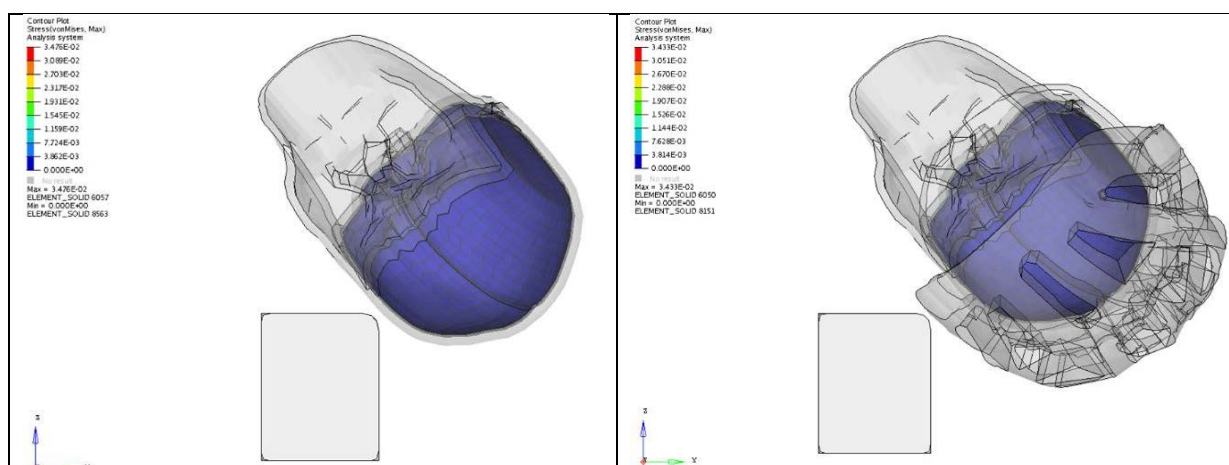 Contour Plot
Stress(vonMises, Max)
Analysis system
3.476E-02
3.089E-02
2.703E-02
2.317E-02
1.931E-02
1.545E-02
1.159E-02
7.724E-03
3.862E-03
0.000E+00
No result
Max = 3.476E-02
ELEMENT_SOLID 6057
Min = 0.000E+00
ELEMENT_SOLID 8563
Z
Contour Plot
Stress(vonMises, Max)
Analysis system
3.433E-02
3.051E-02
2.670E-02
2.288E-02
1.907E-02
1.526E-02
1.144E-02
7.628E-03
3.814E-03
0.000E+00
No result
Max = 3.433E-02
ELEMENT_SOLID 6050
Min = 0.000E+00
ELEMENT_SOLID 8151
Z
X Y